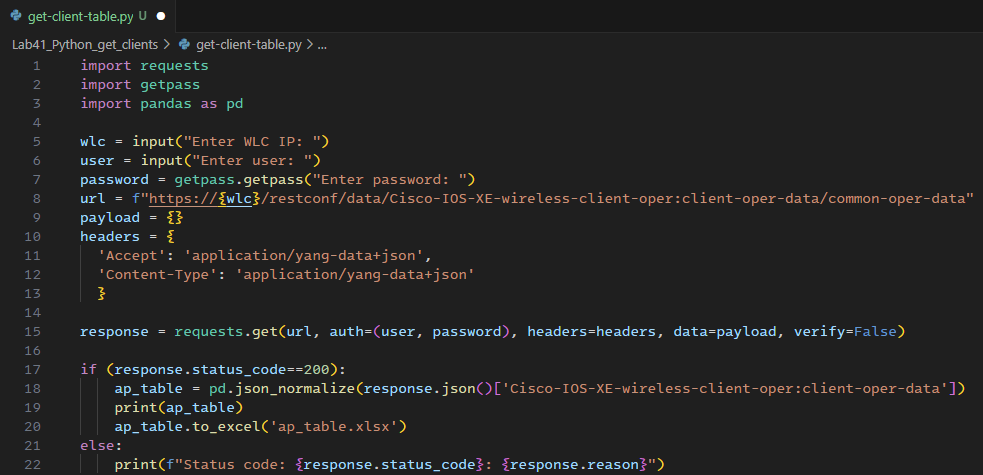 get-client-table.py U
Lab41_Python_get_clients > get-client-table.py > ...
1 import requests
2 import getpass
3 import pandas as pd
4
5 wlc = input("Enter WLC IP: ")
6 user = input("Enter user: ")
7 password = getpass.getpass("Enter password: ")
8 url = f"https://{wlc}/restconf/data/Cisco-IOS-XE-wireless-client-oper:client-oper-data/common-oper-data"
9 payload = {}
10 headers = {
11   'Accept': 'application/yang-data+json',
12   'Content-Type': 'application/yang-data+json'
13   }
14
15 response = requests.get(url, auth=(user, password), headers=headers, data=payload, verify=False)
16
17 if (response.status_code==200):
18     ap_table = pd.json_normalize(response.json()['Cisco-IOS-XE-wireless-client-oper:client-oper-data'])
19     print(ap_table)
20     ap_table.to_excel('ap_table.xlsx')
21 else:
22     print(f"Status code: {response.status_code}: {response.reason}")